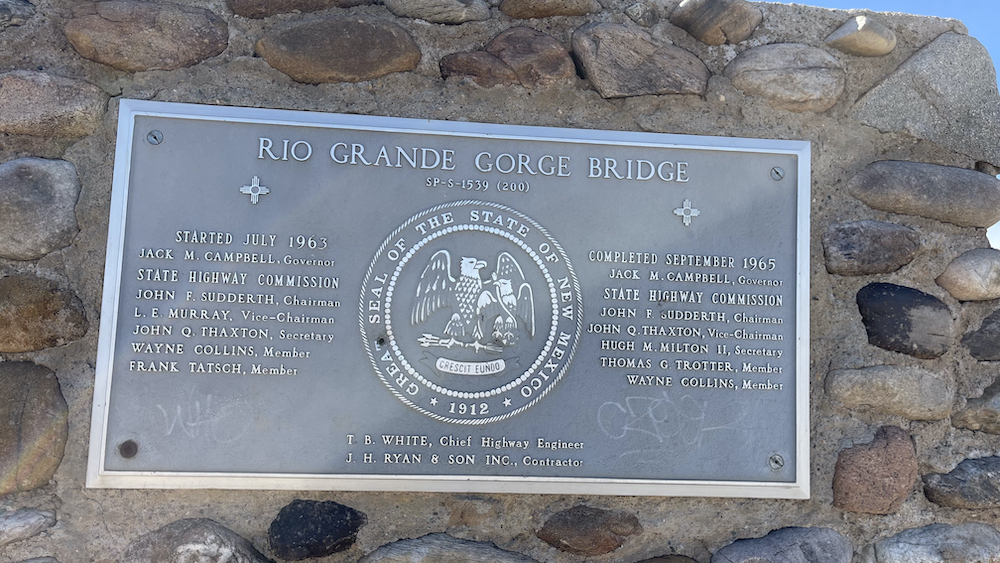 RIO GRANDE GORGE BRIDGE
SP-S-1539 (200)
STARTED JULY 1963
JACK M. CAMPBELL, Governor
STATE HIGHWAY COMMISSION
JOHN F. SUDDERTH, Chairman
L. E. MURRAY, Vice-Chairman
JOHN Q. THAXTON, Secretary
WAYNE COLLINS, Member
FRANK TATSCH, Member
GREAT SEAL OF THE STATE OF NEW MEXICO
CRESCIT EUNDO
1912
COMPLETED SEPTEMBER 1965
JACK M. CAMPBELL, Governor
STATE HIGHWAY COMMISSION
JOHN F. SUDDERTH, Chairman
JOHN Q. THAXTON, Vice-Chairman
HUGH M. MILTON II, Secretary
THOMAS G. TROTTER, Member
WAYNE COLLINS, Member
T. B. WHITE, Chief Highway Engineer
J. H. RYAN & SON INC., Contractor